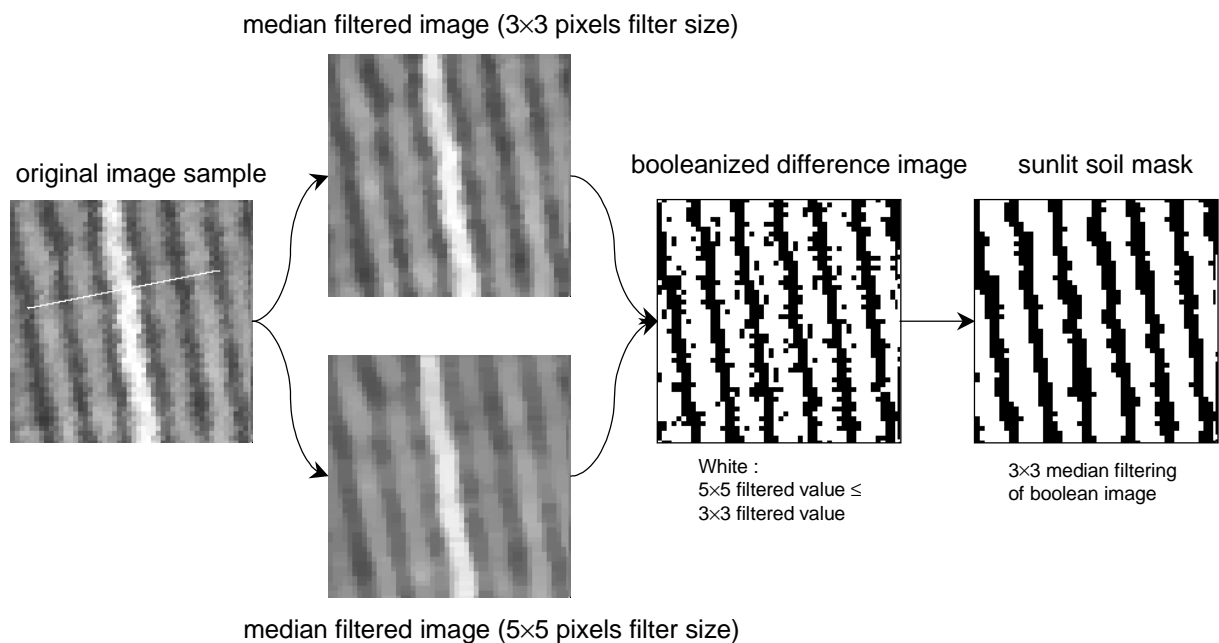 median filtered image (3×3 pixels filter size)
original image sample
booleanized difference image
sunlit soil mask
White :
5×5 filtered value ≤
3×3 filtered value
3×3 median filtering
of boolean image
median filtered image (5×5 pixels filter size)